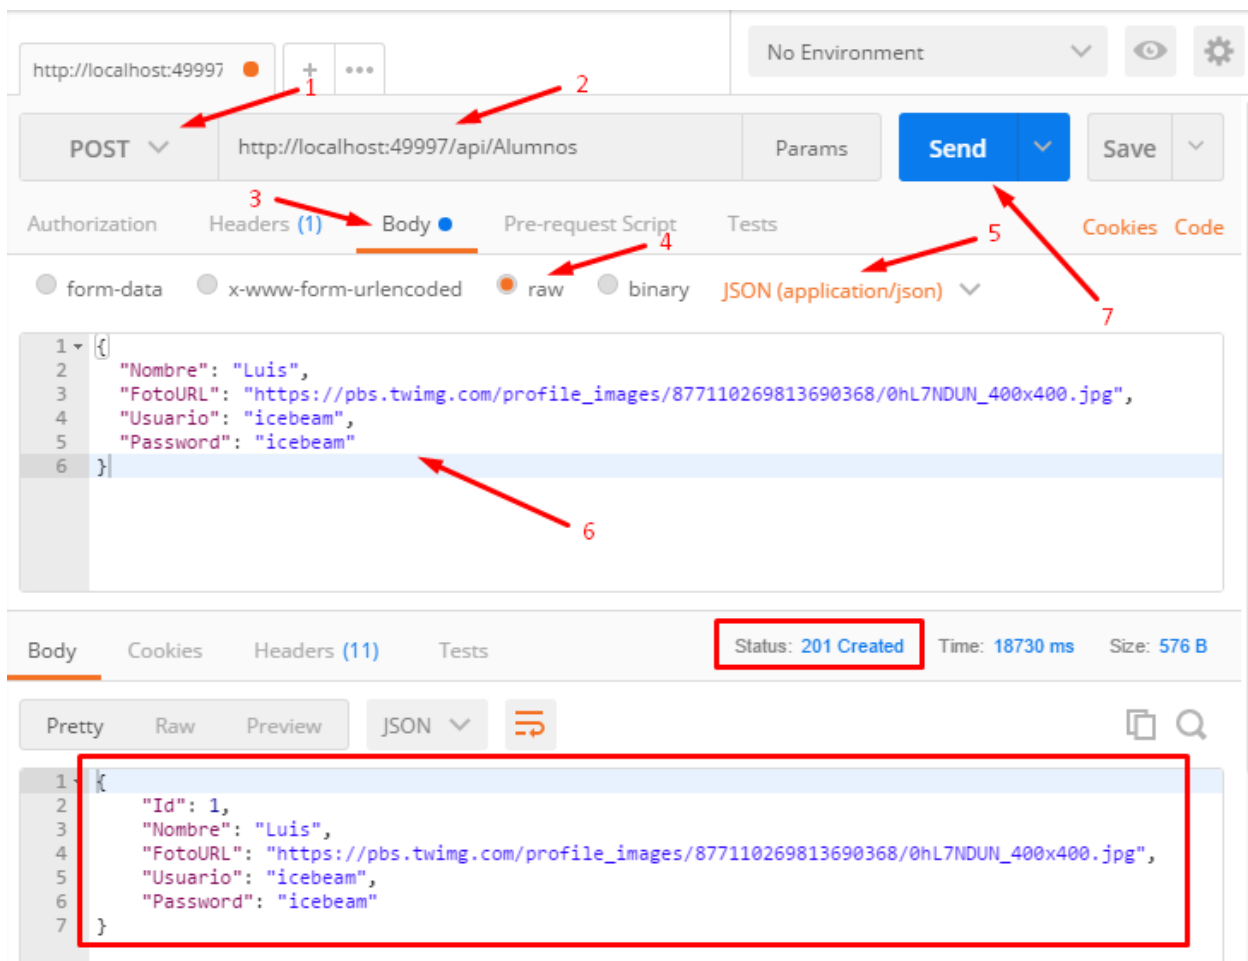 No Environment
http://localhost:49997
+ •••
1
2
POST http://localhost:49997/api/Alumnos Params Send Save
3
Authorization Headers (1) Body Pre-request Script Tests Cookies Code
4
5
form-data x-www-form-urlencoded raw binary JSON (application/json)
7
1 {
2 "Nombre": "Luis",
3 "FotoURL": "https://pbs.twimg.com/profile_images/877110269813690368/0hL7NDUN_400x400.jpg",
4 "Usuario": "icebeam",
5 "Password": "icebeam"
6 }
6
Body Cookies Headers (11) Tests Status: 201 Created Time: 18730 ms Size: 576 B
Pretty Raw Preview JSON
1 {
2 "Id": 1,
3 "Nombre": "Luis",
4 "FotoURL": "https://pbs.twimg.com/profile_images/877110269813690368/0hL7NDUN_400x400.jpg",
5 "Usuario": "icebeam",
6 "Password": "icebeam"
7 }